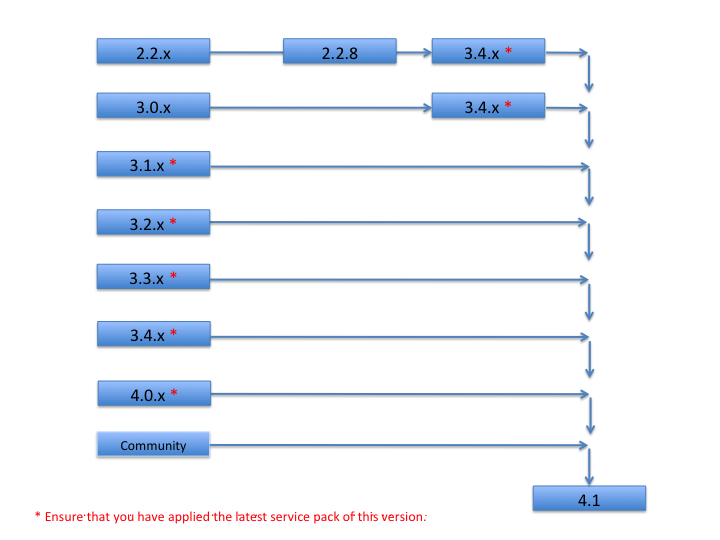 2.2.x 2.2.8 3.4.x *
3.0.x 3.4.x *
3.1.x *
3.2.x *
3.3.x *
3.4.x *
4.0.x *
Community
4.1
* Ensure that you have applied the latest service pack of this version.